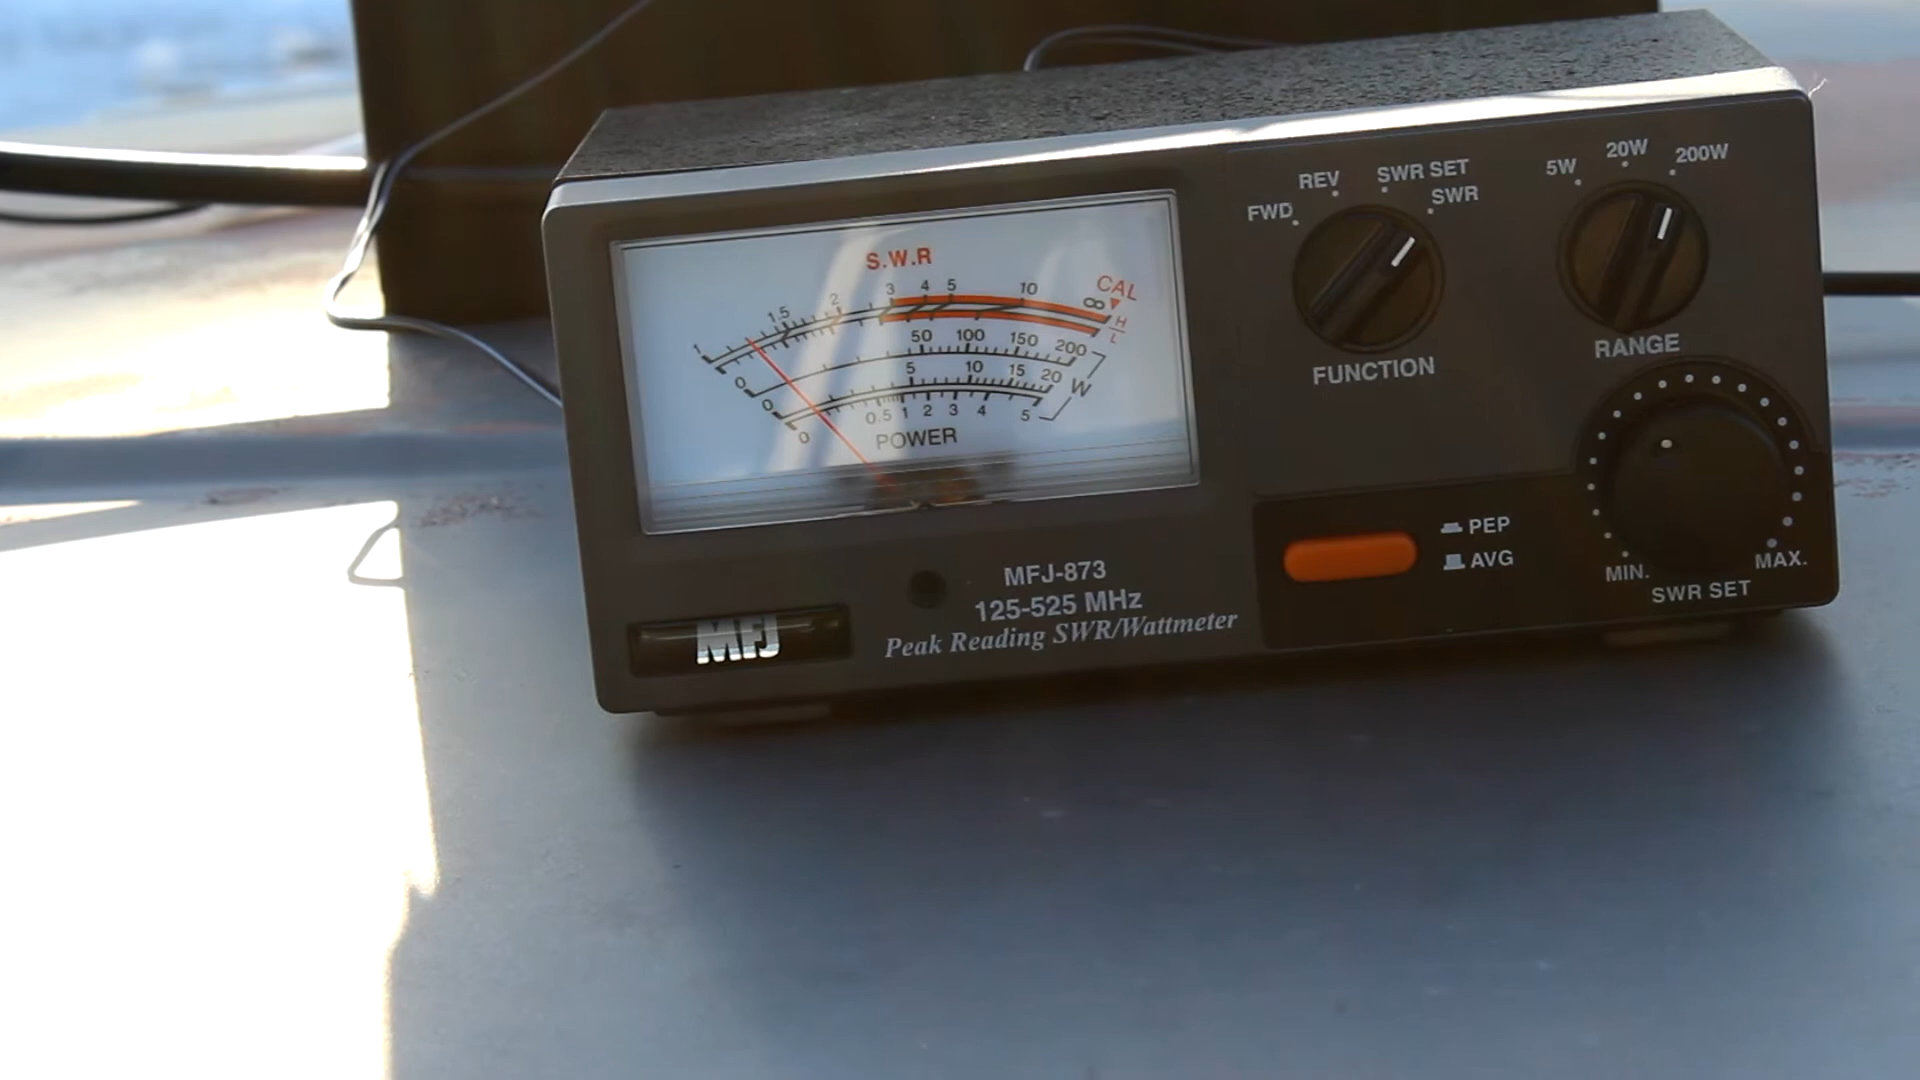 S.W.R
1 1.5 2 3 4 5 10 ∞ CAL
H
L
0 50 100 150 200
0 5 10 15 20 W
0 0.5 1 2 3 4 5
POWER
FWD REV SWR SET SWR
FUNCTION
5W 20W 200W
RANGE
MIN. MAX.
SWR SET
PEP
AVG
MFJ-873
125-525 MHz
Peak Reading SWR/Wattmeter
MFJ